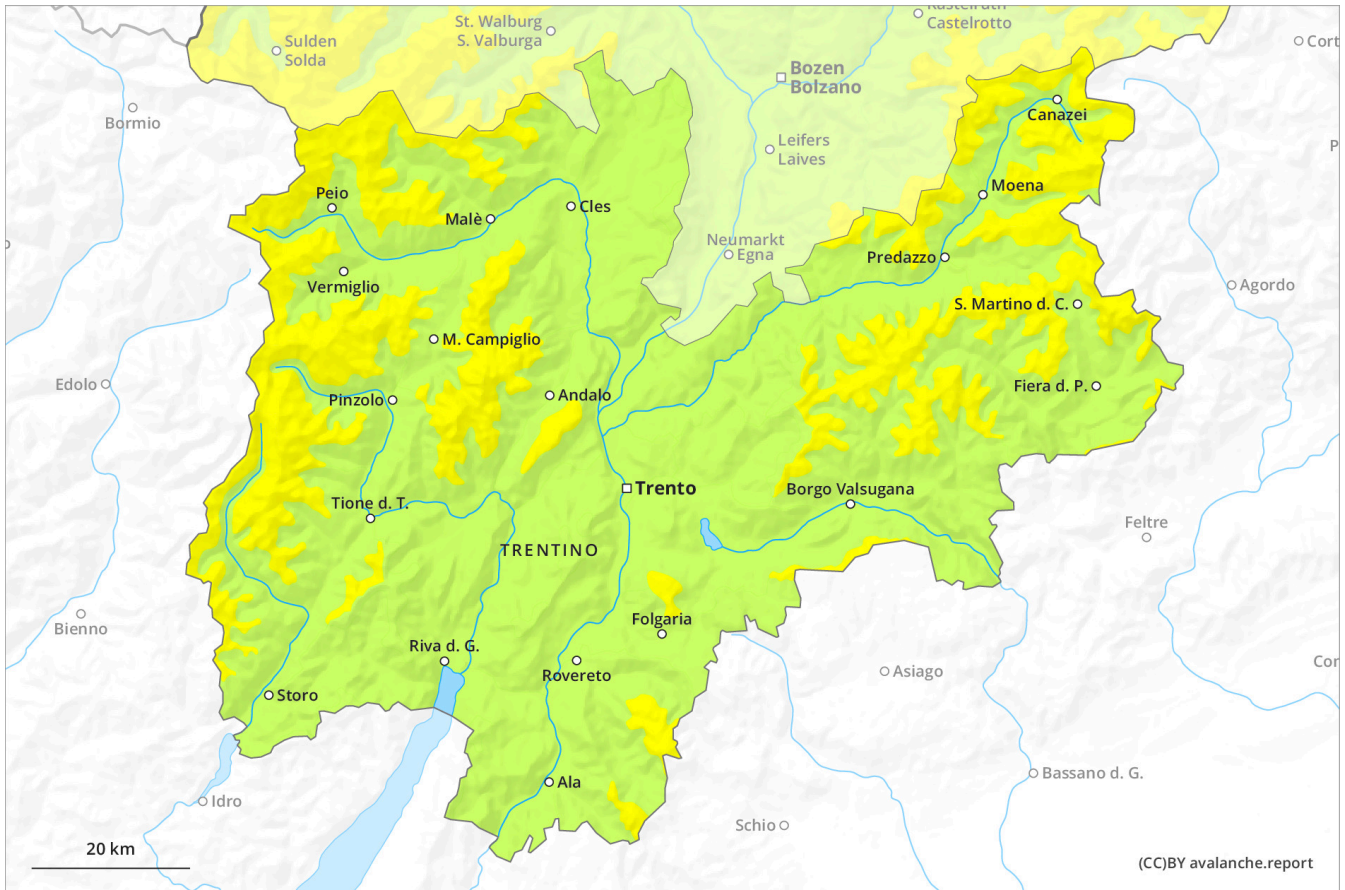 Kastelruth
Castelrotto
St. Walburg
S. Valburga
Sulden
Solda
Cort
Bozen
Bolzano
Canazei
Bormio
Leifers
Laives
P
Moena
Peio
Malè
Cles
Neumarkt
Egna
Predazzo
Vermiglio
Agordo
S. Martino d. C.
M. Campiglio
Edolo
Fiera d. P.
Andalo
Pinzolo
Trento
Borgo Valsugana
Tione d. T.
Feltre
TRENTINO
Bienno
Folgaria
Riva d. G.
Rovereto
Asiago
Cor
Storo
Bassano d. G.
Ala
Idro
Schio
20 km
(CC)BY avalanche.report